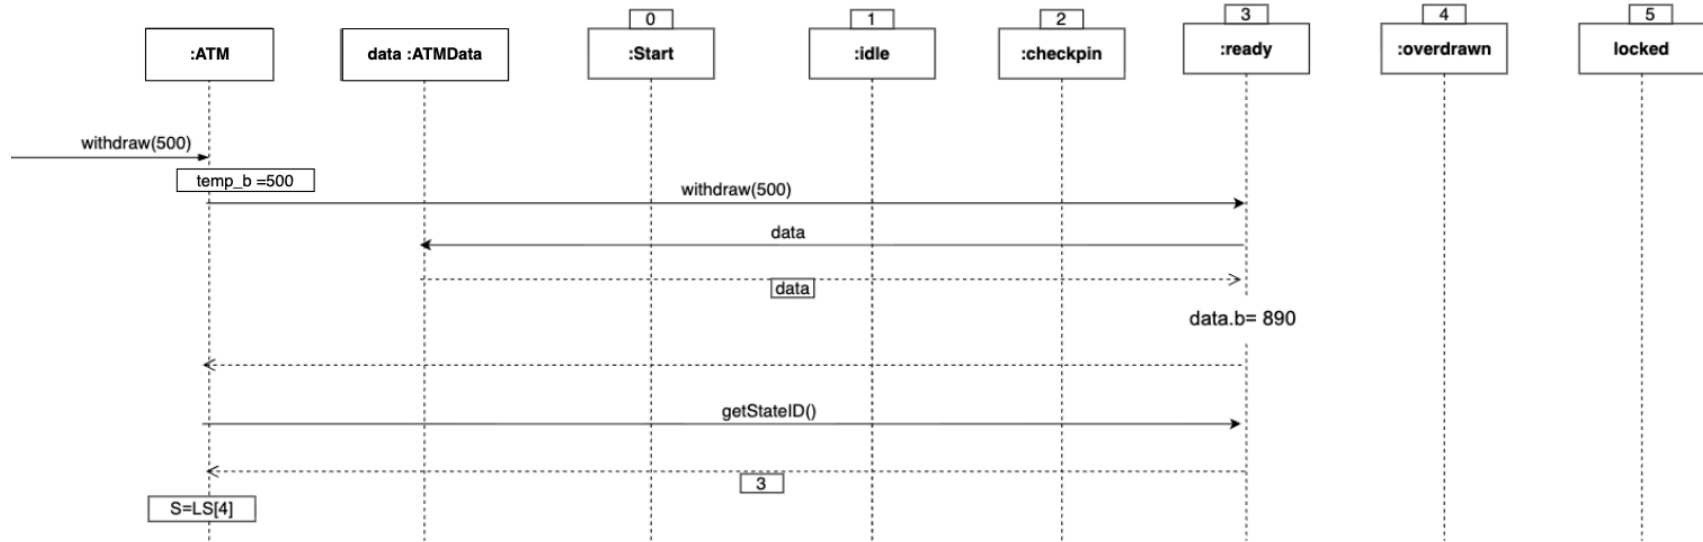 0
1
2
3
4
5
:ATM
data :ATMData
:Start
:idle
:checkpin
:ready
:overdrawn
locked
withdraw(500)
temp_b =500
withdraw(500)
data
data
data.b= 890
getStateID()
3
S=LS[4]